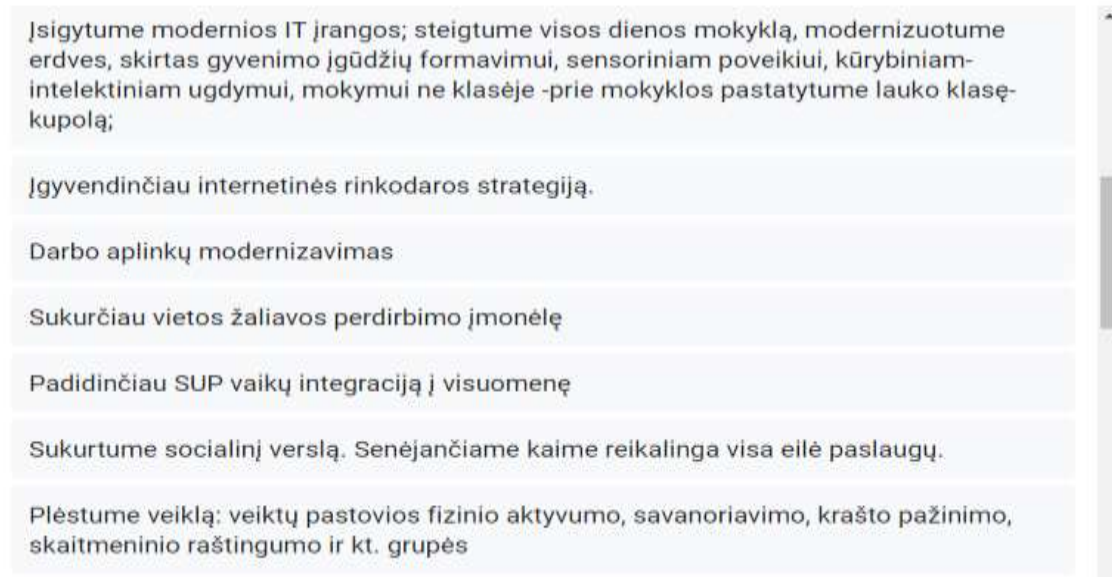 Įsigytume modernios IT įrangos; steigtume visos dienos mokyklą, modernizuotume
erdves, skirtas gyvenimo įgūdžių formavimui, sensoriniam poveikiui, kūrybiniam-
intelektiniam ugdymui, mokymui ne klasėje -prie mokyklos pastatytume lauko klasę-
kupolą;
Įgyvendinčiau internetinės rinkodaros strategiją.
Darbo aplinkų modernizavimas
Sukurčiau vietos žaliavos perdirbimo įmonėlę
Padidinčiau SUP vaikų integraciją į visuomenę
Sukurtume socialinį verslą. Senėjančiame kaime reikalinga visa eilė paslaugų.
Plėstume veiklą: veiktų pastovios fizinio aktyvumo, savanoriavimo, krašto pažinimo,
skaitmeninio raštingumo ir kt. grupės